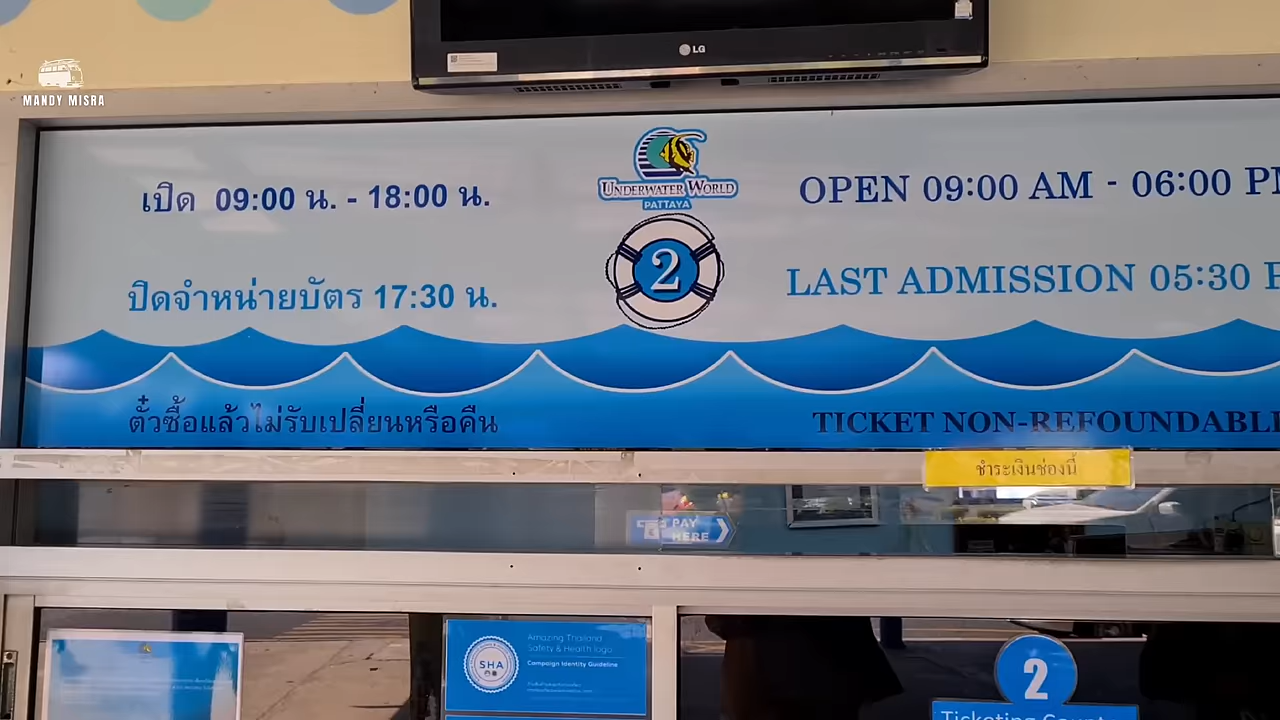 LG
MANDY MISRA
UNDERWATER WORLD
PATTAYA
2
เปิด 09:00 น. - 18:00 น.
ปิดจำหน่ายบัตร 17:30 น.
OPEN 09:00 AM - 06:00
LAST ADMISSION 05:30
ตั๋วซื้อแล้วไม่รับเปลี่ยนหรือคืน
TICKET NON-REFOUNDABLE
ชำระเงินช่องนี้
PAY
HERE
SHA
Amazing Thailand
Safety & Health logo
Campaign Identity Guideline
2
Ticketing